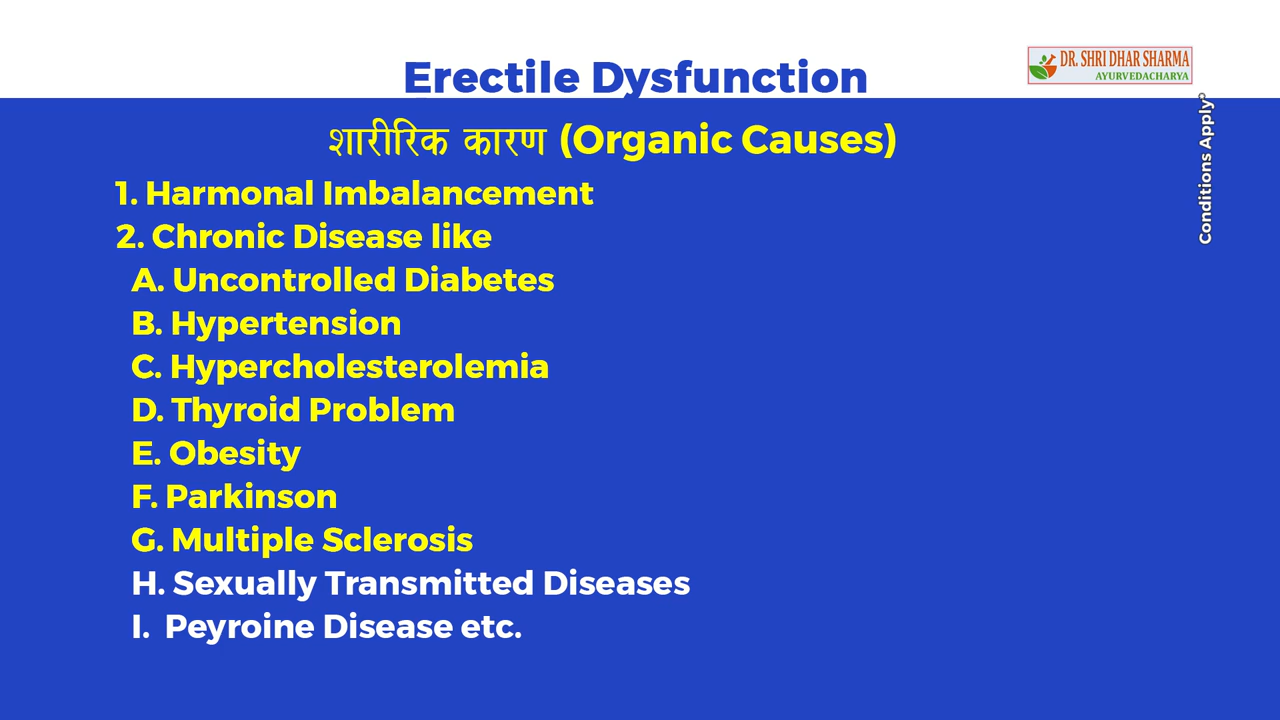 Erectile Dysfunction
DR. SHRI DHAR SHARMA
AYURVEDACHARYA
Conditions Apply
शारीरिक कारण (Organic Causes)
1. Harmonal Imbalancement
2. Chronic Disease like
A. Uncontrolled Diabetes
B. Hypertension
C. Hypercholesterolemia
D. Thyroid Problem
E. Obesity
F. Parkinson
G. Multiple Sclerosis
H. Sexually Transmitted Diseases
I. Peyroine Disease etc.